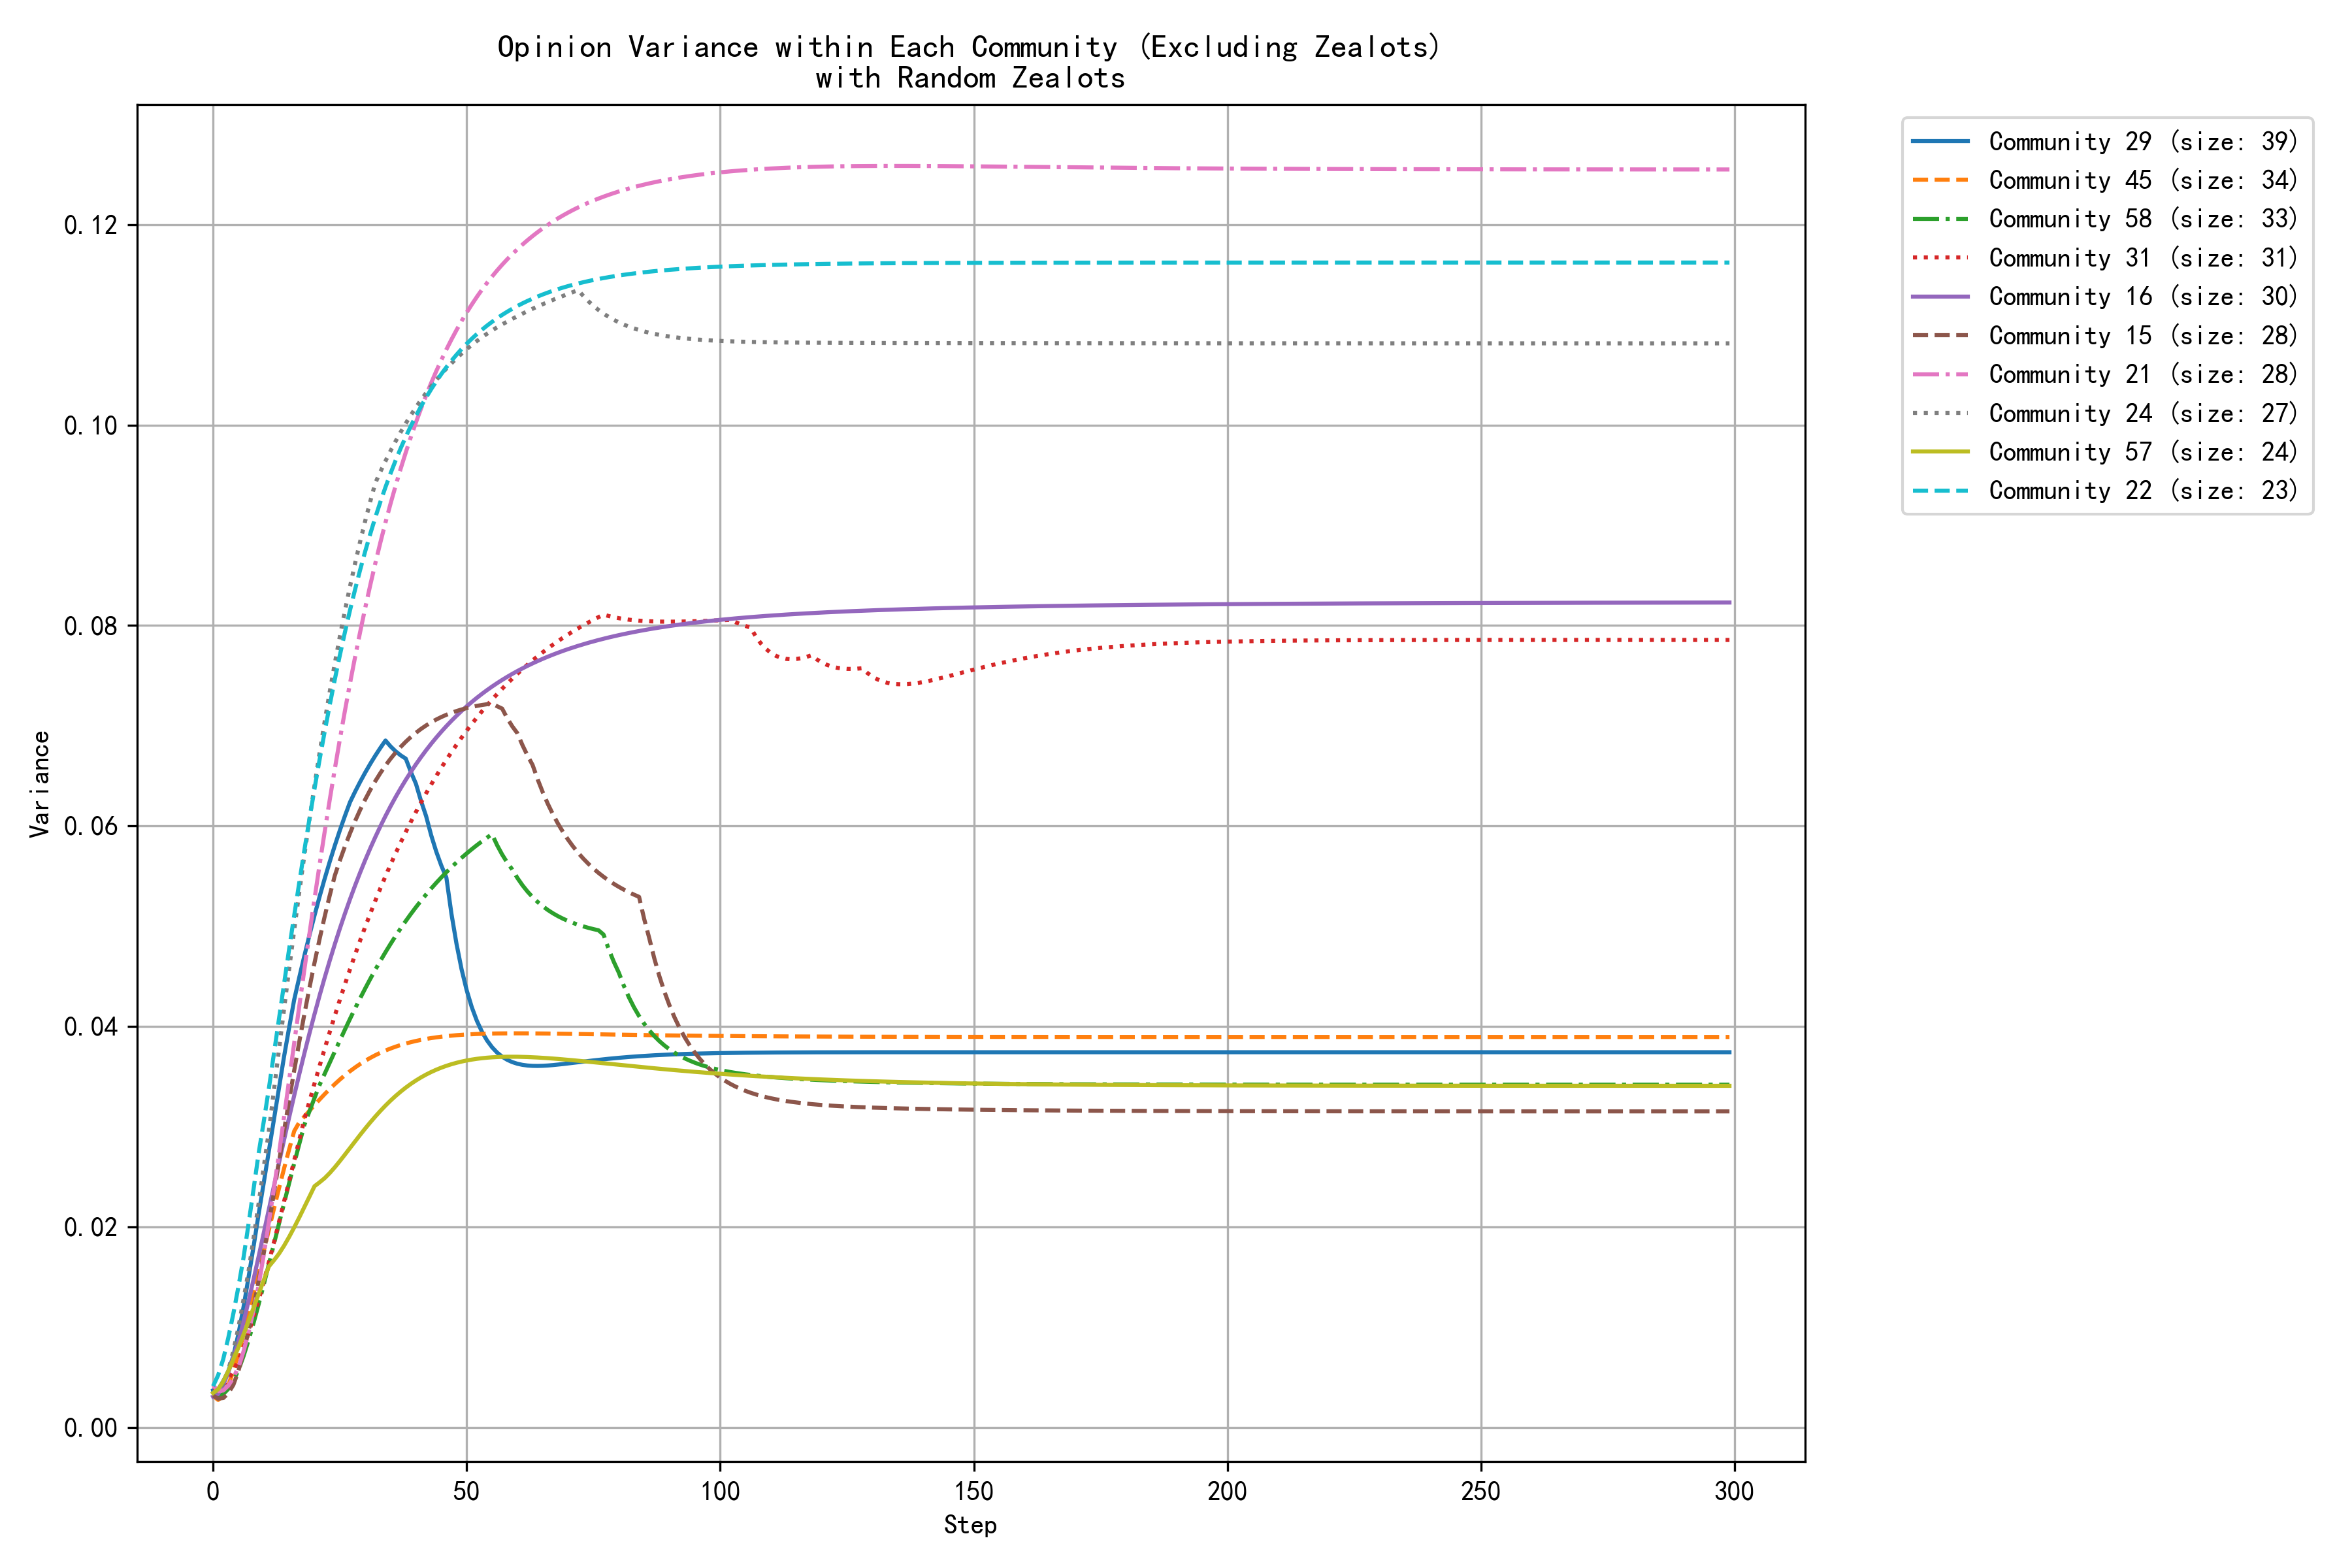 Opinion Variance within Each Community (Excluding Zealots)
with Random Zealots
Variance
0.12
0.10
0.08
0.06
0.04
0.02
0.00
0 50 100 150 200 250 300
Step
Community 29 (size: 39)
Community 45 (size: 34)
Community 58 (size: 33)
Community 31 (size: 31)
Community 16 (size: 30)
Community 15 (size: 28)
Community 21 (size: 28)
Community 24 (size: 27)
Community 57 (size: 24)
Community 22 (size: 23)